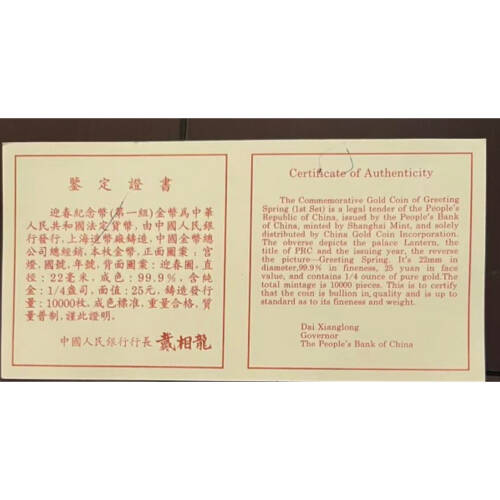 鑒定證書
迎春紀念幣(第一組)金幣爲中華
人民共和國法定貨幣,由中國人民銀
行發行,上海造幣廠鑄造,中國金幣總
公司總經銷,本枚金幣,正面圖案:宮
燈,國號,年號,背面圖案:迎春圖,直
徑:22毫米,成色:99.9%,含純
金:1/4盎司,面值:25元,鑄造發行
量:10000枚,成色標准,重量合格,質
量普制,謹此證明。
中國人民銀行行長 戴相龍
Certificate of Authenticity
The Commemorative Gold Coin of Greeting
Spring (1st Set) is a legal tender of the People's
Republic of China, issued by the People's Bank
of China, minted by Shanghai Mint, and solely
distributed by China Gold Coin Incorporation.
The obverse depicts the palace Lantern, the
title of PRC and the issuing year, the reverse
the picture—Greeting Spring. It's 22mm in
diameter,99.9% in fineness, 25 yuan in face
value, and contains 1/4oz of pure gold.The
total mintage is 10000 pieces. This is to certify
that the coin is bullion in quality and is up to
standard as to its fineness and weight.
Dai Xianglong
Governor
The People's Bank of China